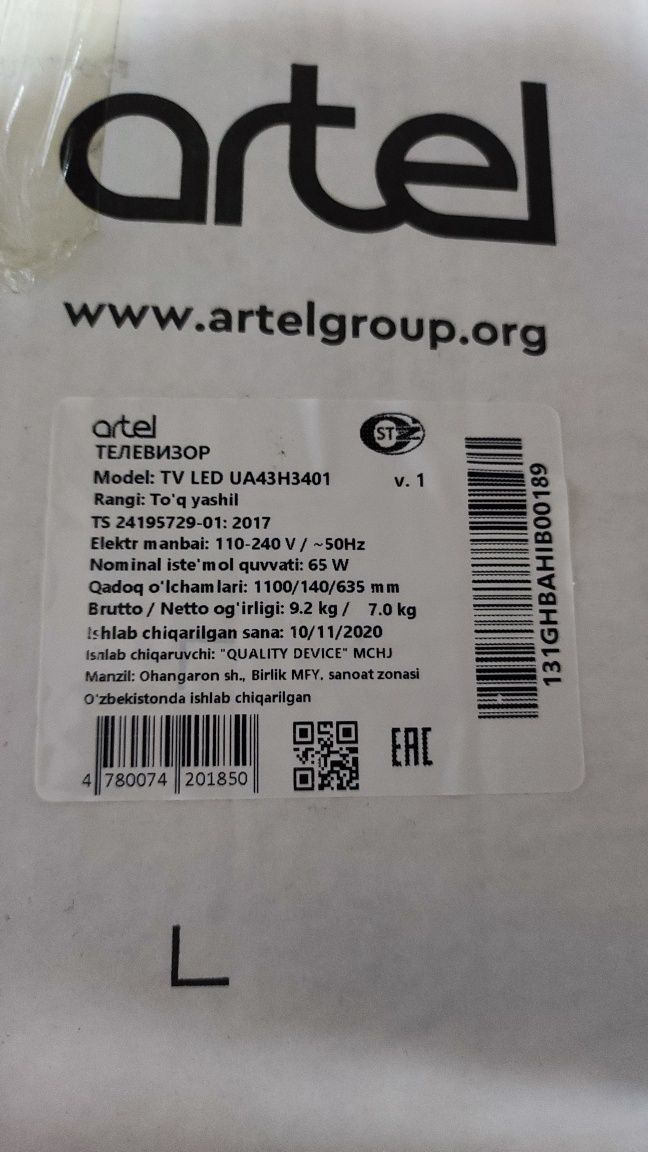 artel
www.artelgroup.org
artel
ТЕЛЕВИЗОР
Model: TV LED UA43H3401 v. 1
Rangi: To'q yashil
TS 24195729-01: 2017
Elektr manbai: 110-240 V / ~50Hz
Nominal iste'mol quvvati: 65 W
Qadoq o'lchamlari: 1100/140/635 mm
Brutto / Netto og'irligi: 9.2 kg / 7.0 kg
Ishlab chiqarilgan sana: 10/11/2020
Ishlab chiqaruvchi: "QUALITY DEVICE" MCHJ
Manzil: Ohangaron sh., Birlik MFY, sanoat zonasi
O'zbekistonda ishlab chiqarilgan
4 780074 201850
EAC
131GHBAHIB00189
L